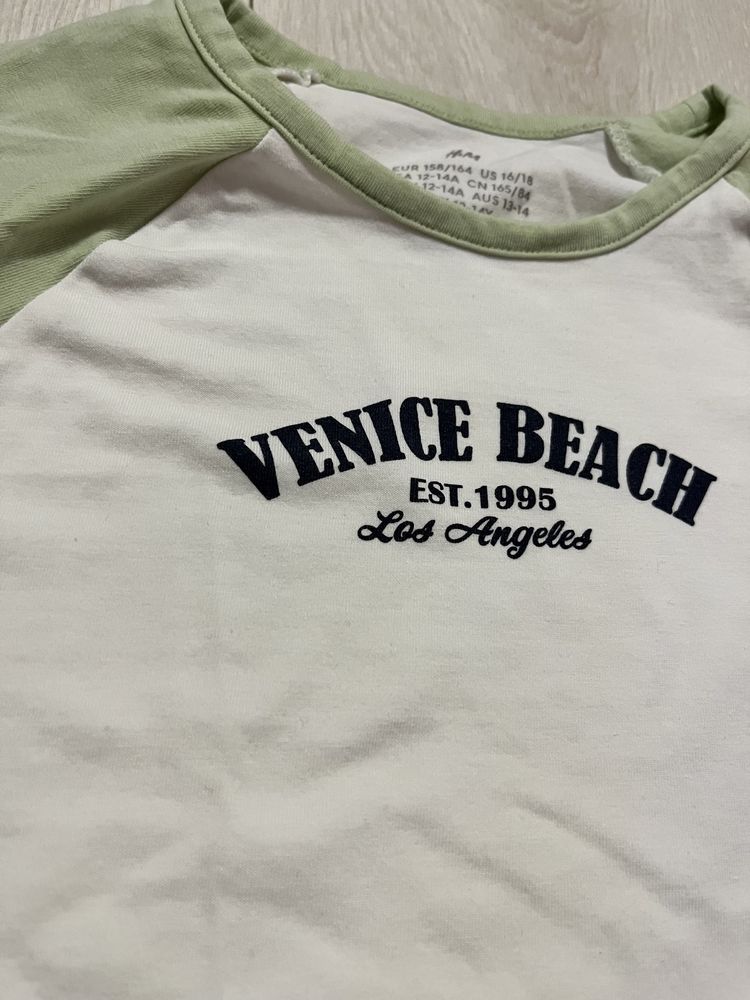 H&M
EUR 158/164 US 16/18
12-14A CN 165/84
12-14A AUS 13-14
VENICE BEACH
EST.1995
Los Angeles